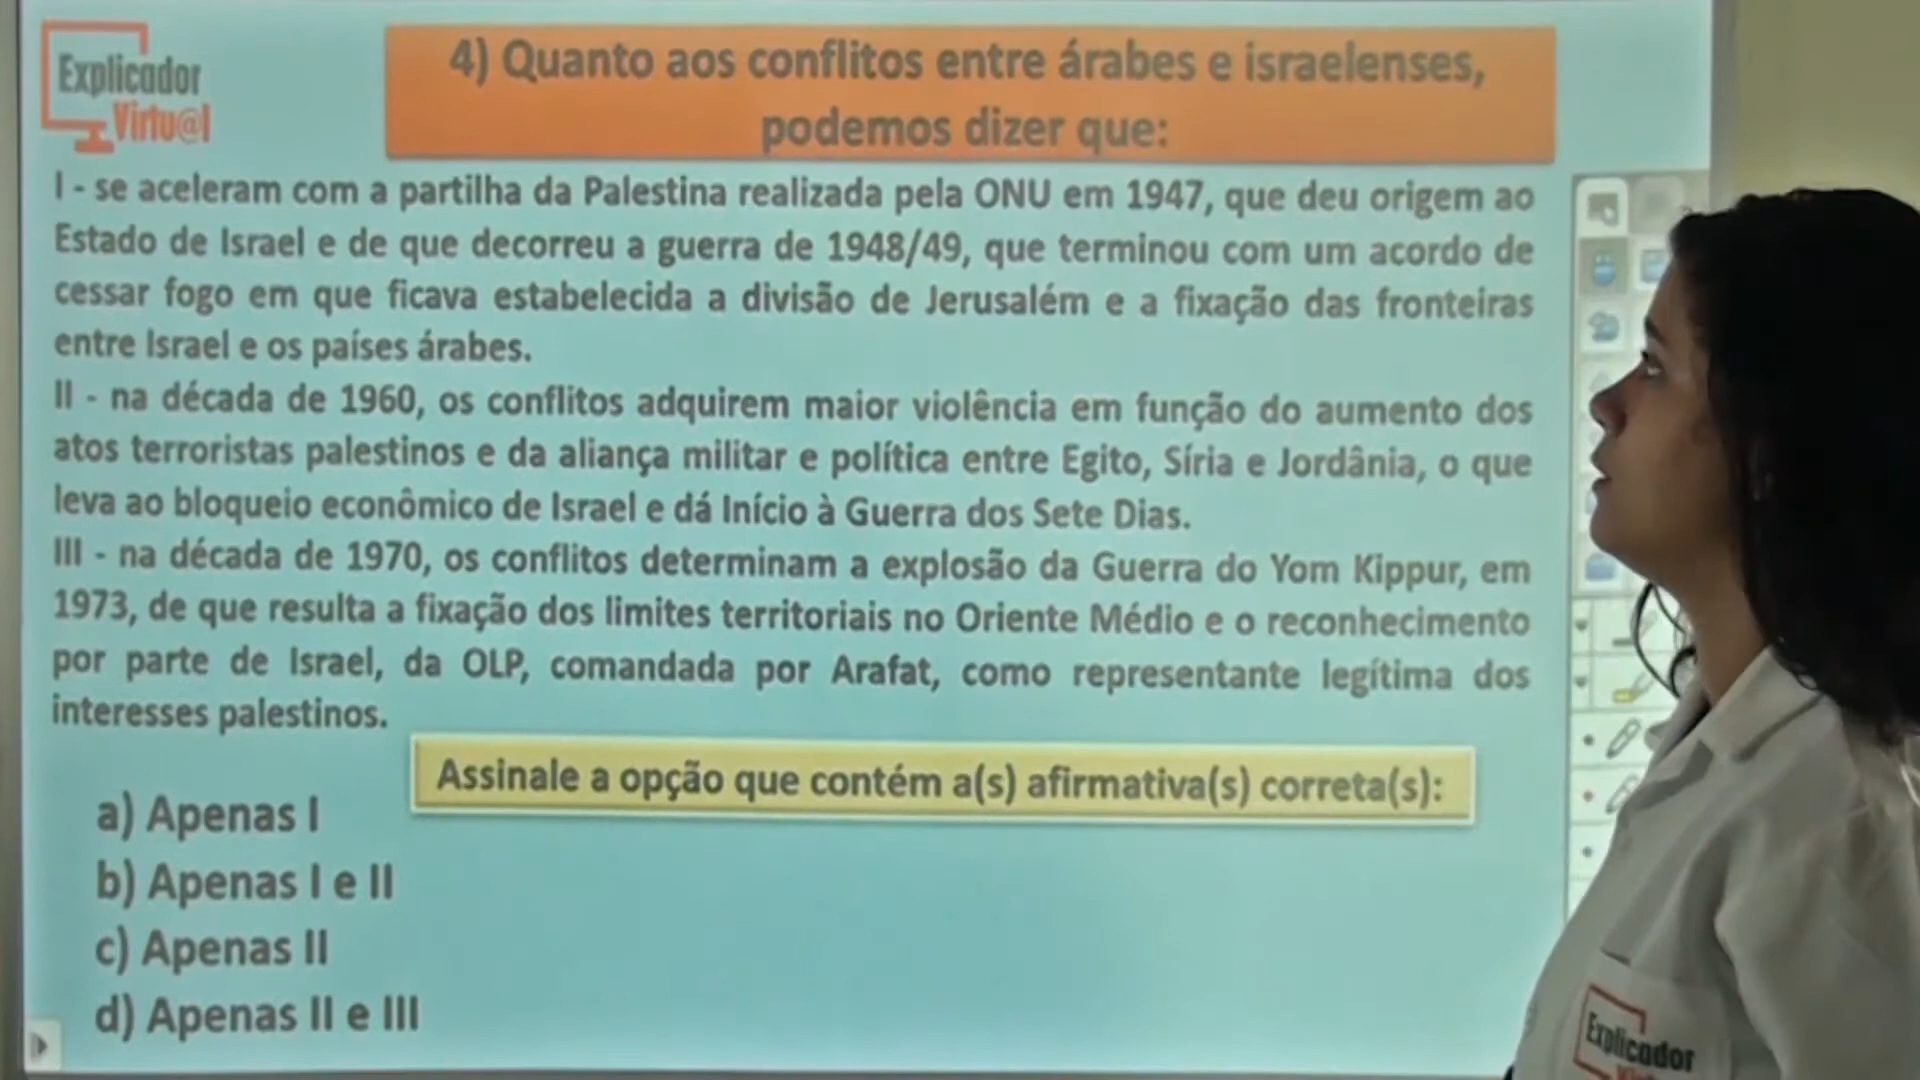 Explicador
Virtu@l
4) Quanto aos conflitos entre árabes e israelenses,
podemos dizer que:
I - se aceleram com a partilha da Palestina realizada pela ONU em 1947, que deu origem ao
Estado de Israel e de que decorreu a guerra de 1948/49, que terminou com um acordo de
cessar fogo em que ficava estabelecida a divisão de Jerusalém e a fixação das fronteiras
entre Israel e os países árabes.
II - na década de 1960, os conflitos adquirem maior violência em função do aumento dos
atos terroristas palestinos e da aliança militar e política entre Egito, Síria e Jordânia, o que
leva ao bloqueio econômico de Israel e dá Início à Guerra dos Sete Dias.
III - na década de 1970, os conflitos determinam a explosão da Guerra do Yom Kippur, em
1973, de que resulta a fixação dos limites territoriais no Oriente Médio e o reconhecimento
por parte de Israel, da OLP, comandada por Arafat, como representante legítima dos
interesses palestinos.
Assinale a opção que contém a(s) afirmativa(s) correta(s):
a) Apenas I
b) Apenas I e II
c) Apenas II
d) Apenas II e III
Explicador